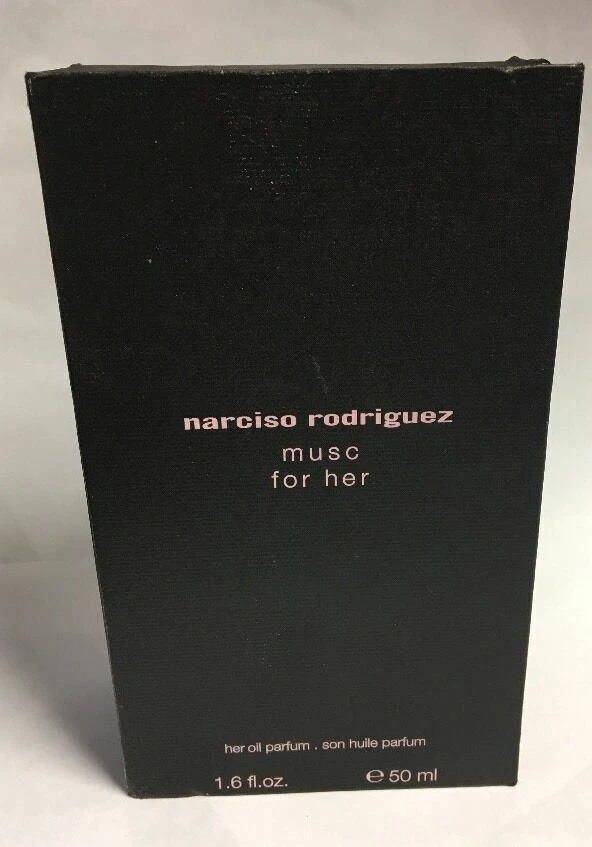 narciso rodriguez
musc
for her
her oil parfum . son huile parfum
1.6 fl.oz. ℮ 50 ml